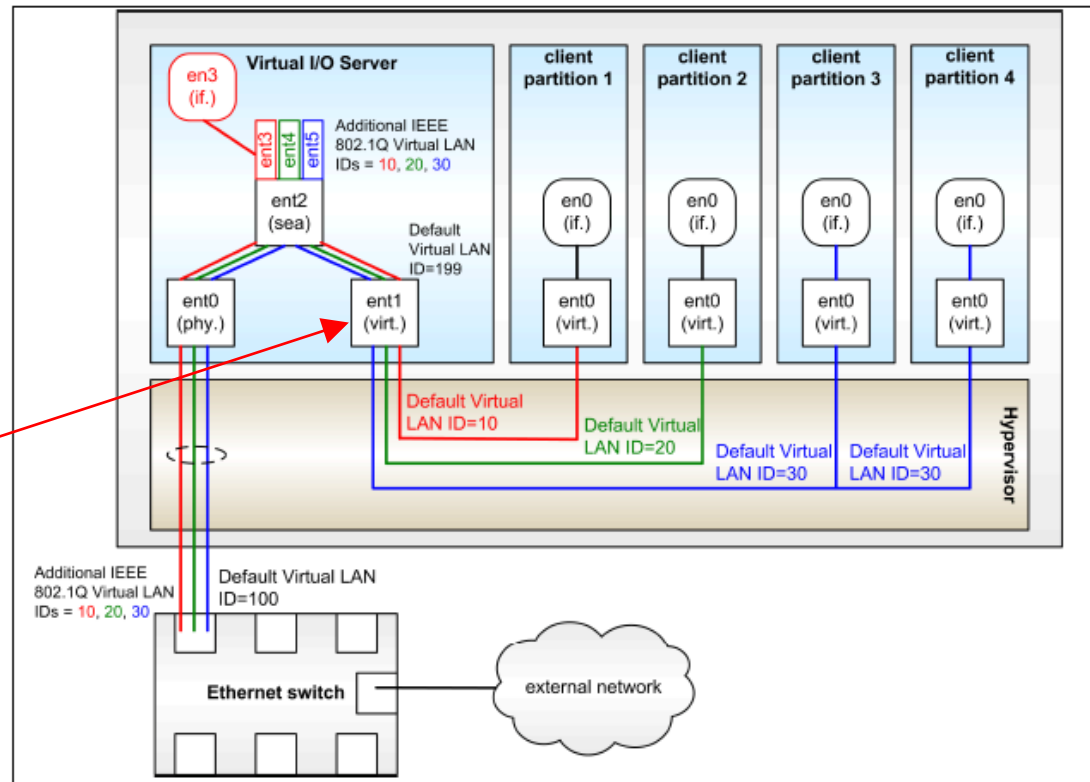 Virtual I/O Server
en3
(if.)
ent3
ent4
ent5
Additional IEEE
802.1Q Virtual LAN
IDs = 10, 20, 30
ent2
(sea)
Default
Virtual LAN
ID=199
ent0
(phy.)
ent1
(virt.)
client
partition 1
en0
(if.)
ent0
(virt.)
client
partition 2
en0
(if.)
ent0
(virt.)
client
partition 3
en0
(if.)
ent0
(virt.)
client
partition 4
en0
(if.)
ent0
(virt.)
Default Virtual
LAN ID=10
Default Virtual
LAN ID=20
Default Virtual
LAN ID=30
Default Virtual
LAN ID=30
Hypervisor
Additional IEEE
802.1Q Virtual LAN
IDs = 10, 20, 30
Default Virtual LAN
ID=100
Ethernet switch
external network